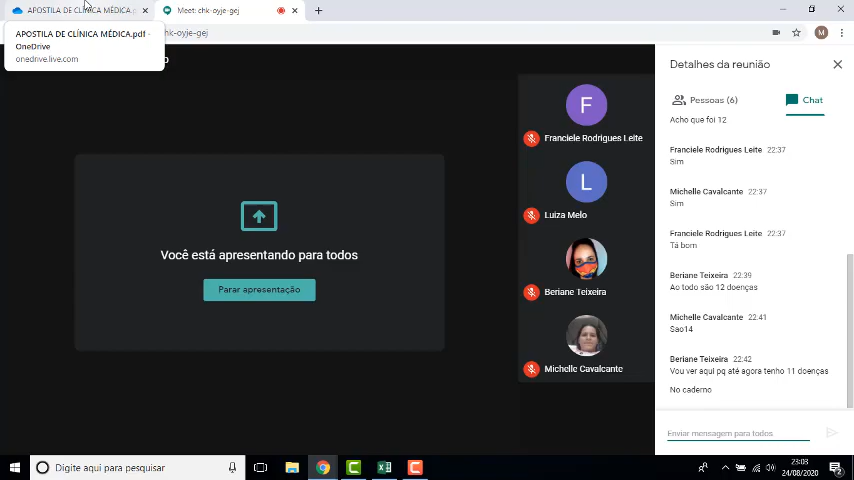 APOSTILA DE CLÍNICA MÉDICA.p
Meet: chk-oyje-gej
M
APOSTILA DE CLÍNICA MÉDICA.pdf -
OneDrive
onedrive.live.com
chk-oyje-gej
Você está apresentando para todos
Parar apresentação
F
Franciele Rodrigues Leite
L
Luiza Melo
Beriane Teixeira
Michelle Cavalcante
Detalhes da reunião
Pessoas (6)
Chat
Acho que foi 12
Franciele Rodrigues Leite 22:37
Sim
Michelle Cavalcante 22:37
Sim
Franciele Rodrigues Leite 22:37
Tá bom
Beriane Teixeira 22:39
Ao todo são 12 doenças
Michelle Cavalcante 22:41
Sao14
Beriane Teixeira 22:42
Vou ver aqui pq até agora tenho 11 doenças
No caderno
Enviar mensagem para todos
Digite aqui para pesquisar
23:03
24/08/2020
2